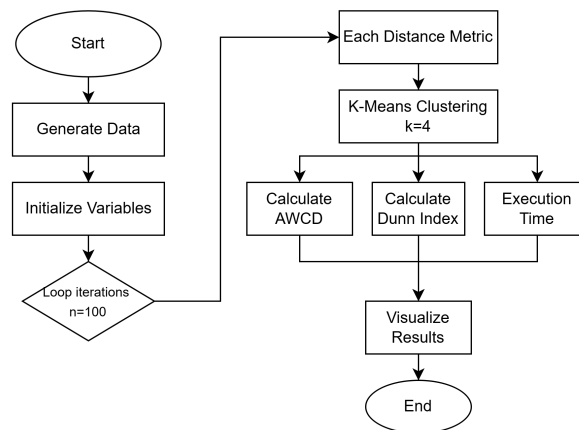 Start
Generate Data
Initialize Variables
Loop iterations
n=100
Each Distance Metric
K-Means Clustering
k=4
Calculate
AWCD
Calculate
Dunn Index
Execution
Time
Visualize
Results
End